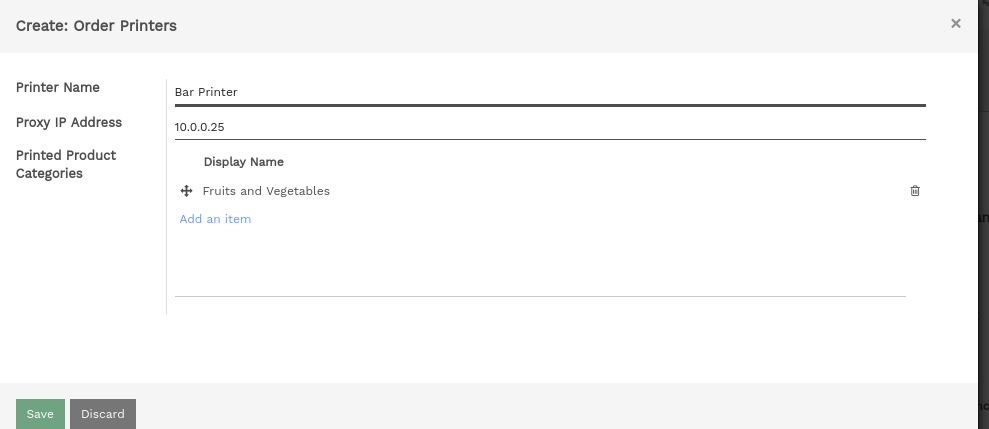 Create: Order Printers
×
Printer Name
Bar Printer
Proxy IP Address
10.0.0.25
Printed Product
Categories
Display Name
Fruits and Vegetables
Add an item
Save
Discard